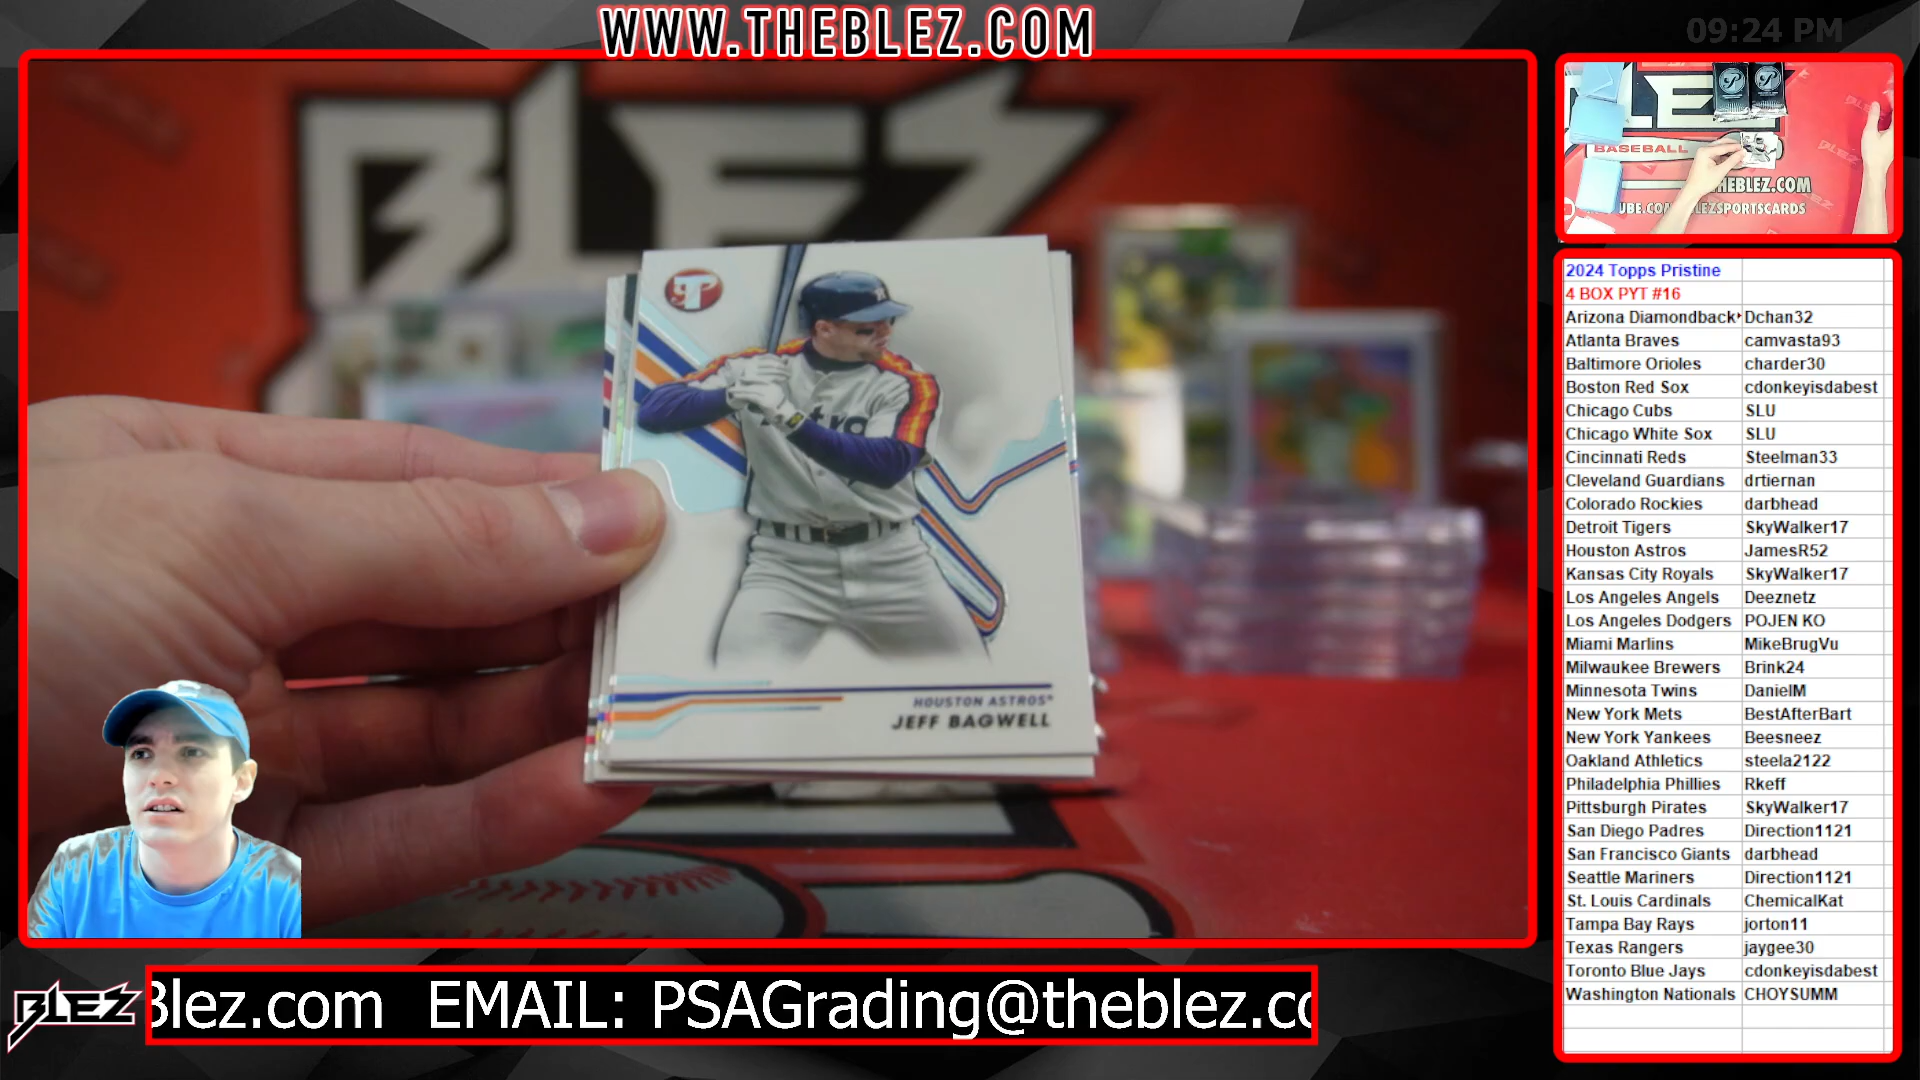 WWW.THEBLEZ.COM
09:24 PM
BLEZ
HOUSTON ASTROS
JEFF BAGWELL
BASEBALL
THEBLEZ.COM
2024 Topps Pristine
4 BOX PYT #16
Arizona Diamondback Dchan32
Atlanta Braves camvasta93
Baltimore Orioles charder30
Boston Red Sox cdonkeyisdabest
Chicago Cubs SLU
Chicago White Sox SLU
Cincinnati Reds Steelman33
Cleveland Guardians drtiernan
Colorado Rockies darbhead
Detroit Tigers SkyWalker17
Houston Astros JamesR52
Kansas City Royals SkyWalker17
Los Angeles Angels Deeznetz
Los Angeles Dodgers POJEN KO
Miami Marlins MikeBrugVu
Milwaukee Brewers Brink24
Minnesota Twins DanielM
New York Mets BestAfterBart
New York Yankees Beesneez
Oakland Athletics steela2122
Philadelphia Phillies Rkeff
Pittsburgh Pirates SkyWalker17
San Diego Padres Direction1121
San Francisco Giants darbhead
Seattle Mariners Direction1121
St. Louis Cardinals ChemicalKat
Tampa Bay Rays jorton11
Texas Rangers jaygee30
Toronto Blue Jays cdonkeyisdabest
Washington Nationals CHOYSUMM
BLEZ
Blez.com EMAIL: PSAGrading@theblez.co